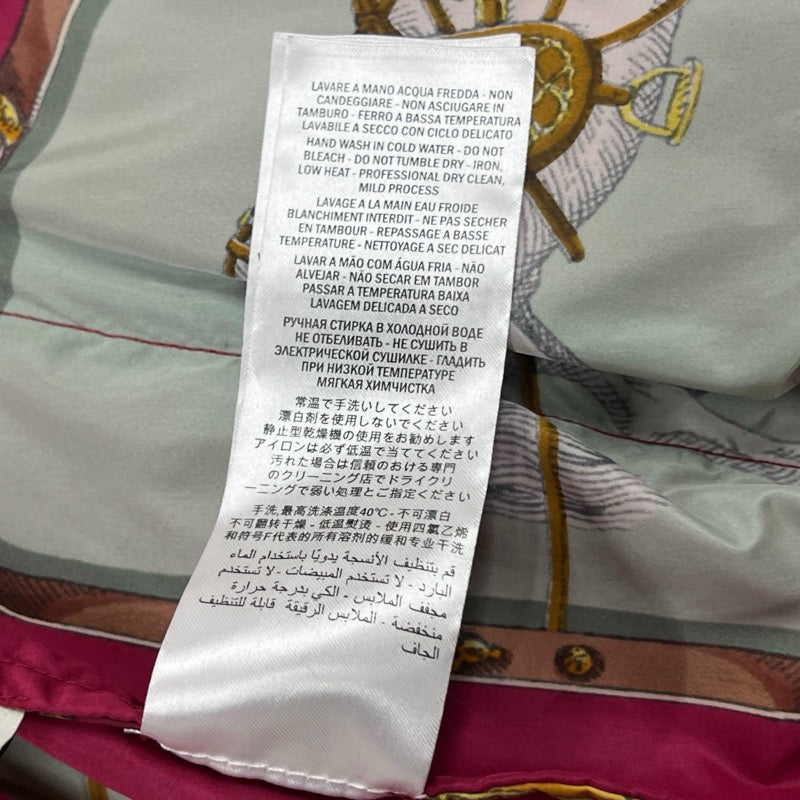 LAVARE A MANO ACQUA FREDDA - NON
CANDEGGIARE - NON ASCIUGARE IN
TAMBURO - FERRO A BASSA TEMPERATURA
LAVABILE A SECCO CON CICLO DELICATO
HAND WASH IN COLD WATER - DO NOT
BLEACH - DO NOT TUMBLE DRY - IRON,
LOW HEAT - PROFESSIONAL DRY CLEAN,
MILD PROCESS
LAVAGE A LA MAIN EAU FROIDE
BLANCHIMENT INTERDIT - NE PAS SECHER
EN TAMBOUR - REPASSAGE A BASSE
TEMPERATURE - NETTOYAGE A SEC DELICAT
LAVAR A MÃO COM ÁGUA FRIA - NÃO
ALVEJAR - NÃO SECAR EM TAMBOR
PASSAR A TEMPERATURA BAIXA
LAVAGEM DELICADA A SECO
РУЧНАЯ СТИРКА В ХОЛОДНОЙ ВОДЕ
НЕ ОТБЕЛИВАТЬ - НЕ СУШИТЬ В
ЭЛЕКТРИЧЕСКОЙ СУШИЛКЕ - ГЛАДИТЬ
ПРИ НИЗКОЙ ТЕМПЕРАТУРЕ
МЯГКАЯ ХИМЧИСТКА
常温で手洗いしてください
漂白剤を使用しないでください
静止型乾燥機の使用をお勧めします
アイロンは必ず低温で当ててください
汚れた場合は信頼のおける専門
のクリーニング店でドライクリ
ーニングで弱い処理とご指定ください
手洗,最高洗涤温度40℃ - 不可漂白
不可翻转干燥 - 低温熨烫 - 使用四氯乙烯
和符号F代表的所有溶剂的缓和专业干洗
قم بتنظيف الأنسجة يدويًا باستخدام الماء
البارد - لا تستخدم المبيضات - لا تستخدم
مجفف الملابس - الكي بدرجة حرارة
منخفضة - الملابس الرقيقة قابلة للتنظيف
الجاف